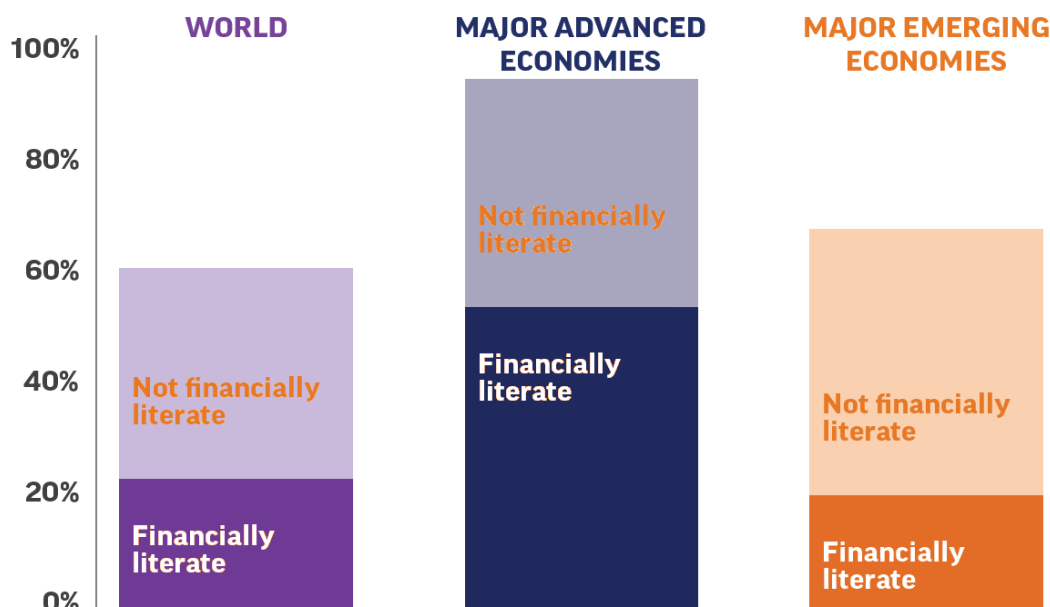 WORLD
MAJOR ADVANCED
ECONOMIES
MAJOR EMERGING
ECONOMIES
100%
80%
60%
40%
20%
0%
Not financially
literate
Financially
literate
Not financially
literate
Financially
literate
Not financially
literate
Financially
literate